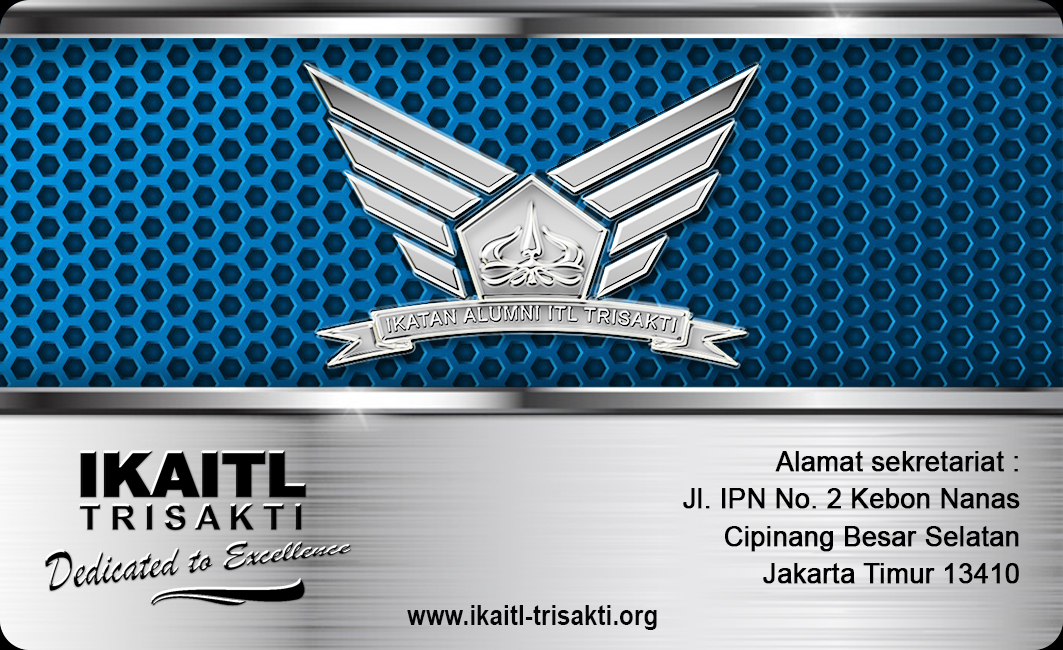 IKATAN ALUMNI ITL TRISAKTI
IKAITL
TRISAKTI
Dedicated to Excellence
Alamat sekretariat :
Jl. IPN No. 2 Kebon Nanas
Cipinang Besar Selatan
Jakarta Timur 13410
www.ikaitl-trisakti.org